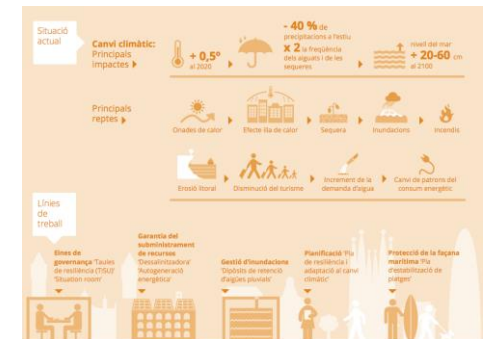 Situació
actual
Canvi climàtic:
Principals
impactes
+ 0,5º
al 2020
- 40 % de
precipitacions a l'estiu
x 2 la freqüència
dels aiguats i de les
sequeres
nivell del mar
+ 20-60 cm
al 2100
Principals
reptes
Onades de calor
Efecte illa de calor
Sequera
Inundacions
Incendis
Erosió litoral
Disminució del turisme
Increment de la
demanda d'aigua
Canvi de patrons del
consum energètic
Línies
de
treball
Eines de
governança 'Taules
de resiliència (TISU)'
'Situation room'
Garantia del
subministrament
de recursos
'Dessalinitzadora'
'Autogeneració
energètica'
Gestió d'inundacions
'Dipòsits de retenció
d'aigües pluvials'
Planificació 'Pla
de resiliència i
adaptació al canvi
climàtic'
Protecció de la façana
marítima 'Pla
d'estabilització de
platges'